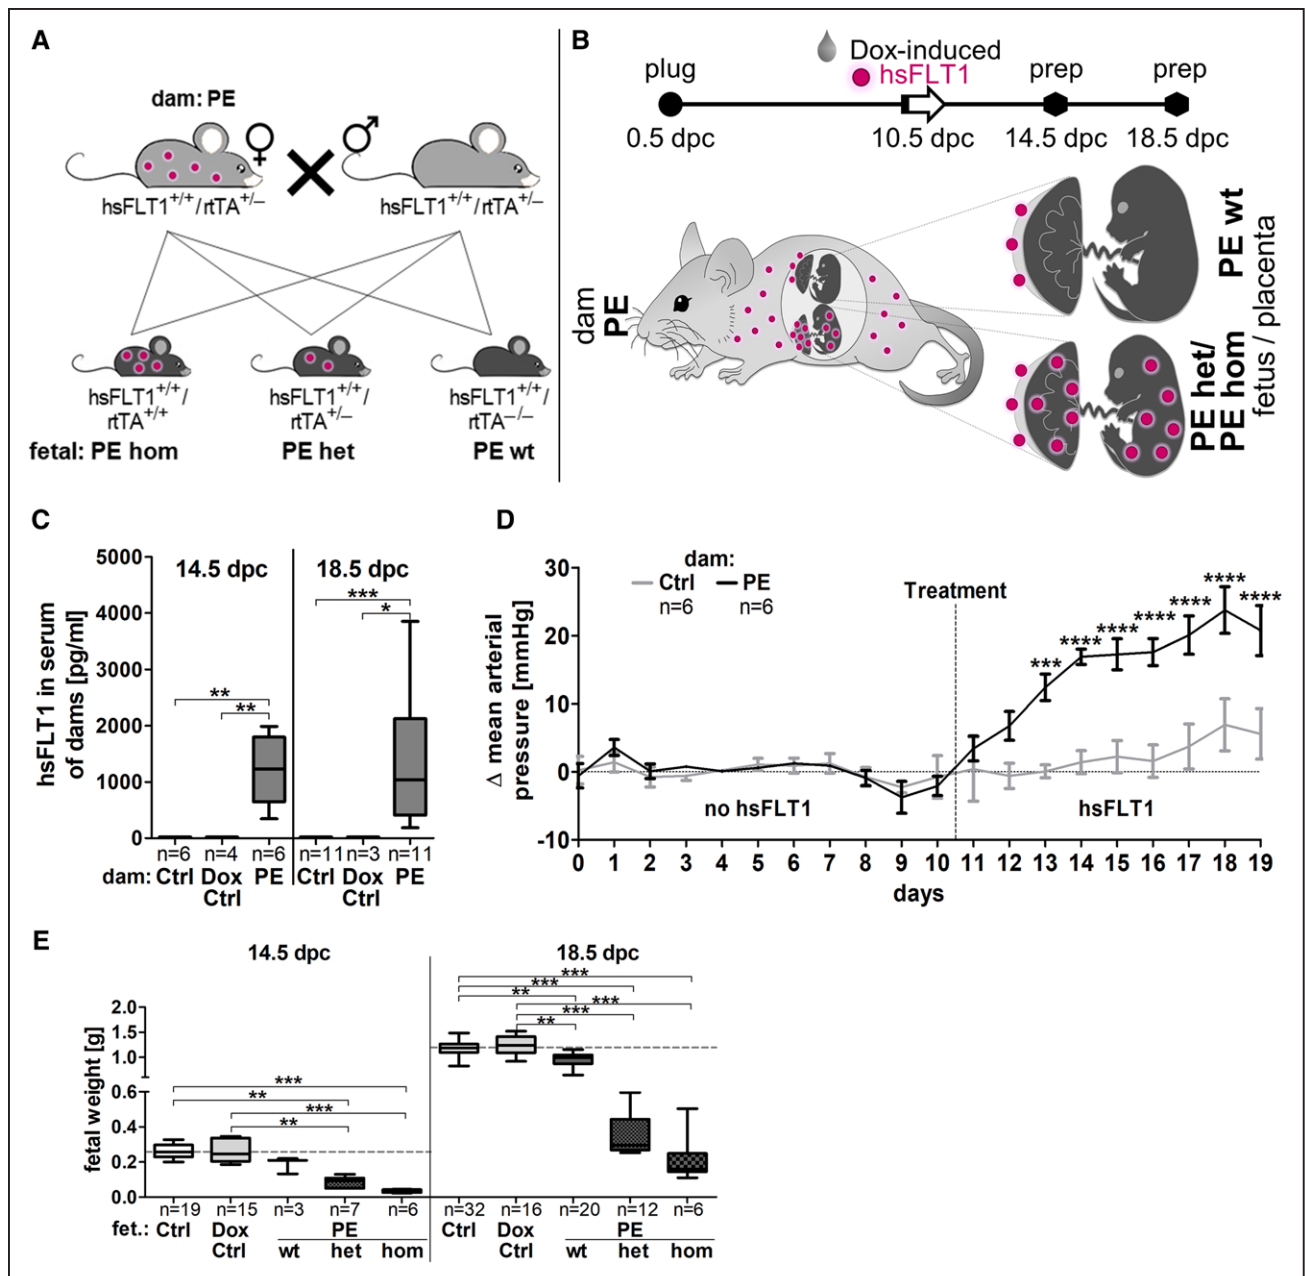 A
dam: PE
♀ × ♂
hsFLT1+/+/rtTA+/– hsFLT1+/+/rtTA+/–
hsFLT1+/+/ hsFLT1+/+/ hsFLT1+/+/
rtTA+/+ rtTA+/– rtTA–/–
fetal: PE hom PE het PE wt
B
Dox-induced
hsFLT1
plug prep prep
0.5 dpc 10.5 dpc 14.5 dpc 18.5 dpc
dam
PE
PE wt
PE het/
PE hom
fetus / placenta
C
14.5 dpc 18.5 dpc
hsFLT1 in serum
of dams [pg/ml]
5000
4000
3000
2000
1000
0
** ** *** *
n=6 n=4 n=6 n=11 n=3 n=11
dam: Ctrl Dox PE Ctrl Dox PE
Ctrl Ctrl
D
dam:
Ctrl PE
n=6 n=6
Treatment
Δ mean arterial
pressure [mmHg]
30
20
10
0
-10
*** **** **** **** **** **** ****
no hsFLT1 hsFLT1
0 1 2 3 4 5 6 7 8 9 10 11 12 13 14 15 16 17 18 19
days
E
14.5 dpc 18.5 dpc
fetal weight [g]
2.0
1.5
1.0
0.6
0.4
0.2
0.0
***
**
***
**
***
***
**
***
***
**
n=19 n=15 n=3 n=7 n=6 n=32 n=16 n=20 n=12 n=6
fet.: Ctrl Dox PE Ctrl Dox PE
Ctrl wt het hom Ctrl wt het hom